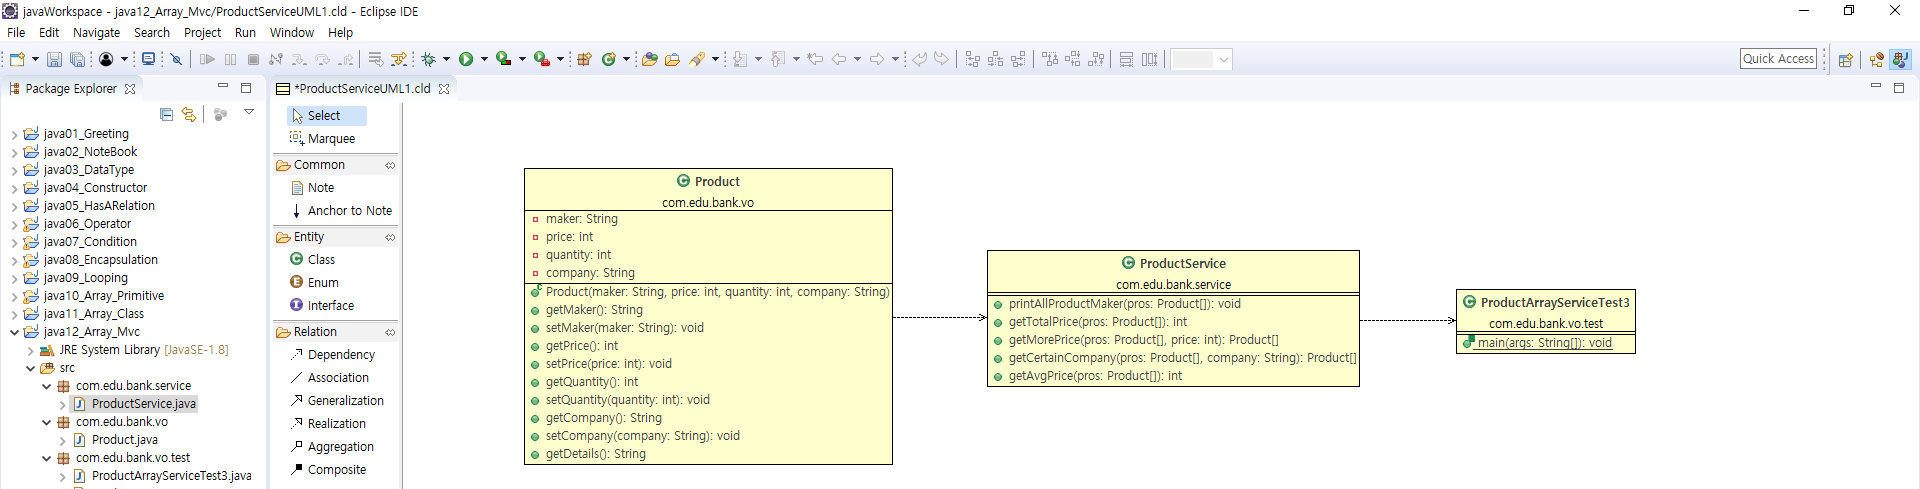 javaWorkspace - java12_Array_Mvc/ProductServiceUML1.cld - Eclipse IDE
File Edit Navigate Search Project Run Window Help
Quick Access
Package Explorer
*ProductServiceUML1.cld
java01_Greeting
java02_NoteBook
java03_DataType
java04_Constructor
java05_HasARelation
java06_Operator
java07_Condition
java08_Encapsulation
java09_Looping
java10_Array_Primitive
java11_Array_Class
java12_Array_Mvc
JRE System Library [JavaSE-1.8]
src
com.edu.bank.service
ProductService.java
com.edu.bank.vo
Product.java
com.edu.bank.vo.test
ProductArrayServiceTest3.java
Select
Marquee
Common
Note
Anchor to Note
Entity
Class
Enum
Interface
Relation
Dependency
Association
Generalization
Realization
Aggregation
Composite
Product
com.edu.bank.vo
maker: String
price: int
quantity: int
company: String
Product(maker: String, price: int, quantity: int, company: String)
getMaker(): String
setMaker(maker: String): void
getPrice(): int
setPrice(price: int): void
getQuantity(): int
setQuantity(quantity: int): void
getCompany(): String
setCompany(company: String): void
getDetails(): String
ProductService
com.edu.bank.service
printAllProductMaker(pros: Product[]): void
getTotalPrice(pros: Product[]): int
getMorePrice(pros: Product[], price: int): Product[]
getCertainCompany(pros: Product[], company: String): Product[]
getAvgPrice(pros: Product[]): int
ProductArrayServiceTest3
com.edu.bank.vo.test
main(args: String[]): void